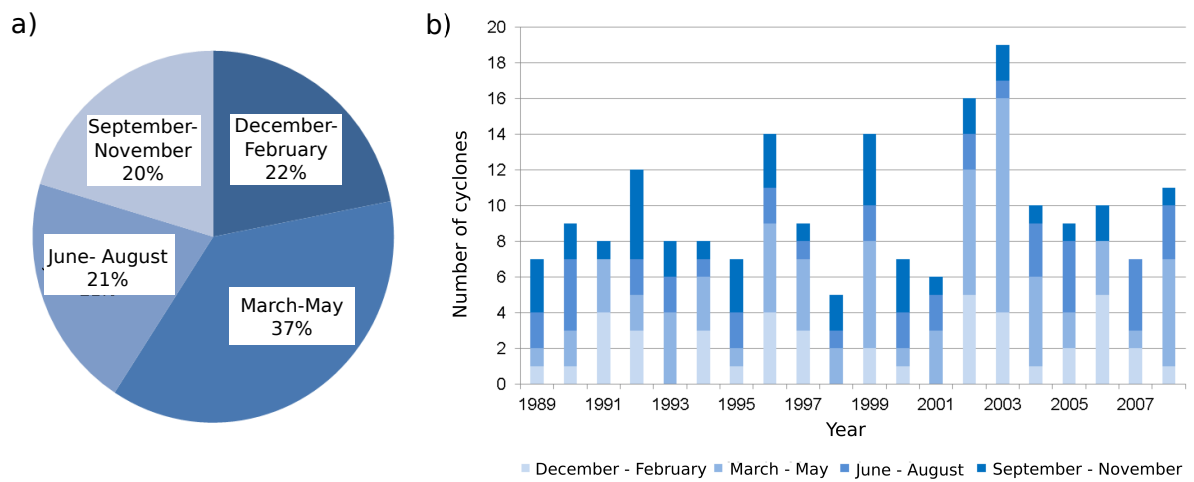 a)
September-
November
20%
December-
February
22%
June- August
21%
March-May
37%
b)
Number of cyclones
20
18
16
14
12
10
8
6
4
2
0
1989 1991 1993 1995 1997 1999 2001 2003 2005 2007
Year
December - February March - May June - August September - November